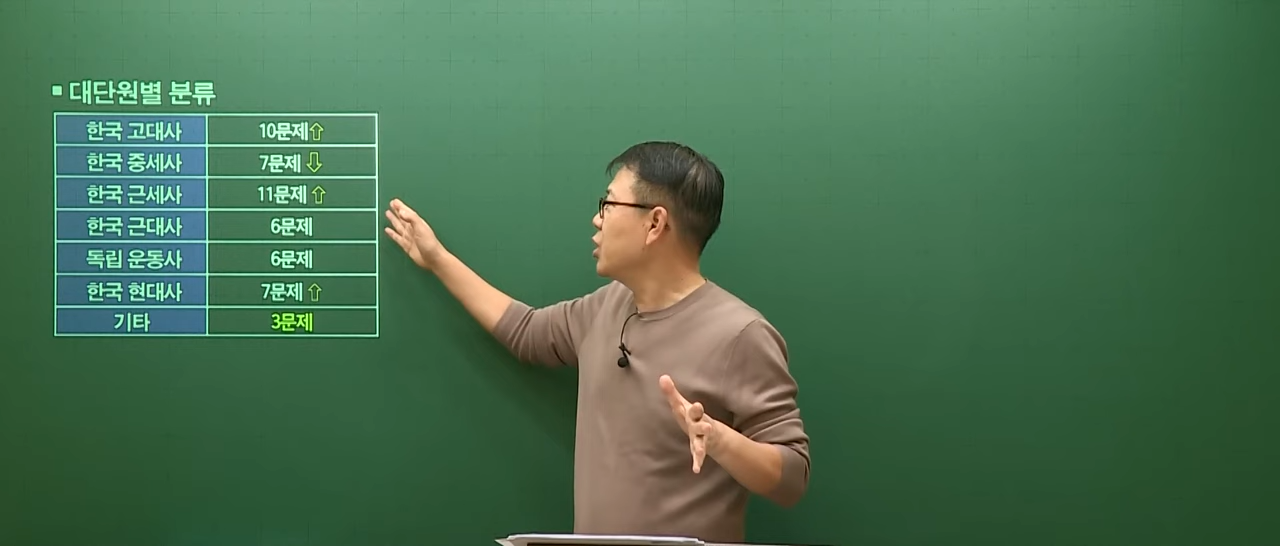 ▪ 대단원별 분류
한국 고대사 10문제⇧
한국 중세사 7문제⇩
한국 근세사 11문제⇧
한국 근대사 6문제
독립 운동사 6문제
한국 현대사 7문제⇧
기타 3문제